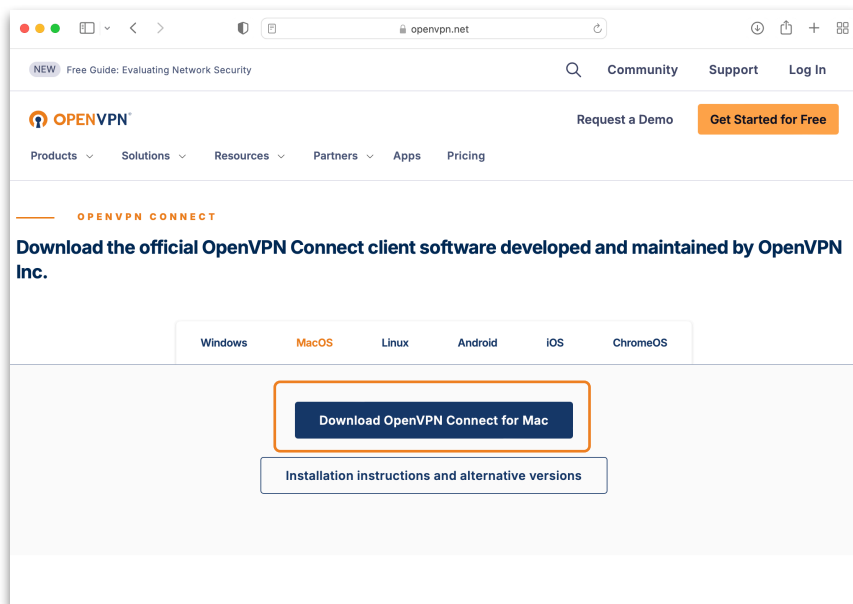 openvpn.net
NEW Free Guide: Evaluating Network Security
Community Support Log In
OPENVPN®
Request a Demo Get Started for Free
Products Solutions Resources Partners Apps Pricing
OPENVPN CONNECT
Download the official OpenVPN Connect client software developed and maintained by OpenVPN
Inc.
Windows MacOS Linux Android iOS ChromeOS
Download OpenVPN Connect for Mac
Installation instructions and alternative versions